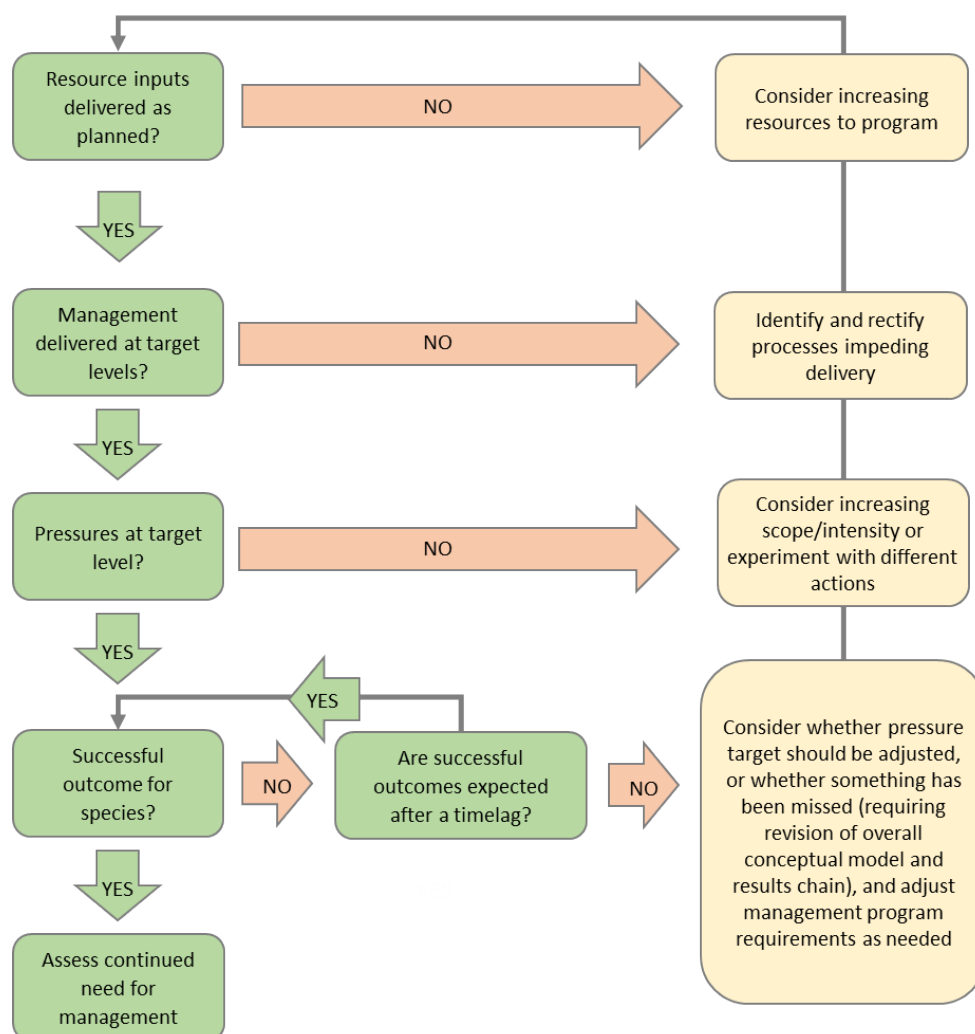 Resource inputs
delivered as
planned?
NO
Consider increasing
resources to program
YES
Management
delivered at target
levels?
NO
Identify and rectify
processes impeding
delivery
YES
Pressures at target
level?
NO
Consider increasing
scope/intensity or
experiment with different
actions
YES
YES
Successful
outcome for
species?
NO
Are successful
outcomes expected
after a timelag?
NO
Consider whether pressure
target should be adjusted,
or whether something has
been missed (requiring
revision of overall
conceptual model and
results chain), and adjust
management program
requirements as needed
YES
Assess continued
need for
management